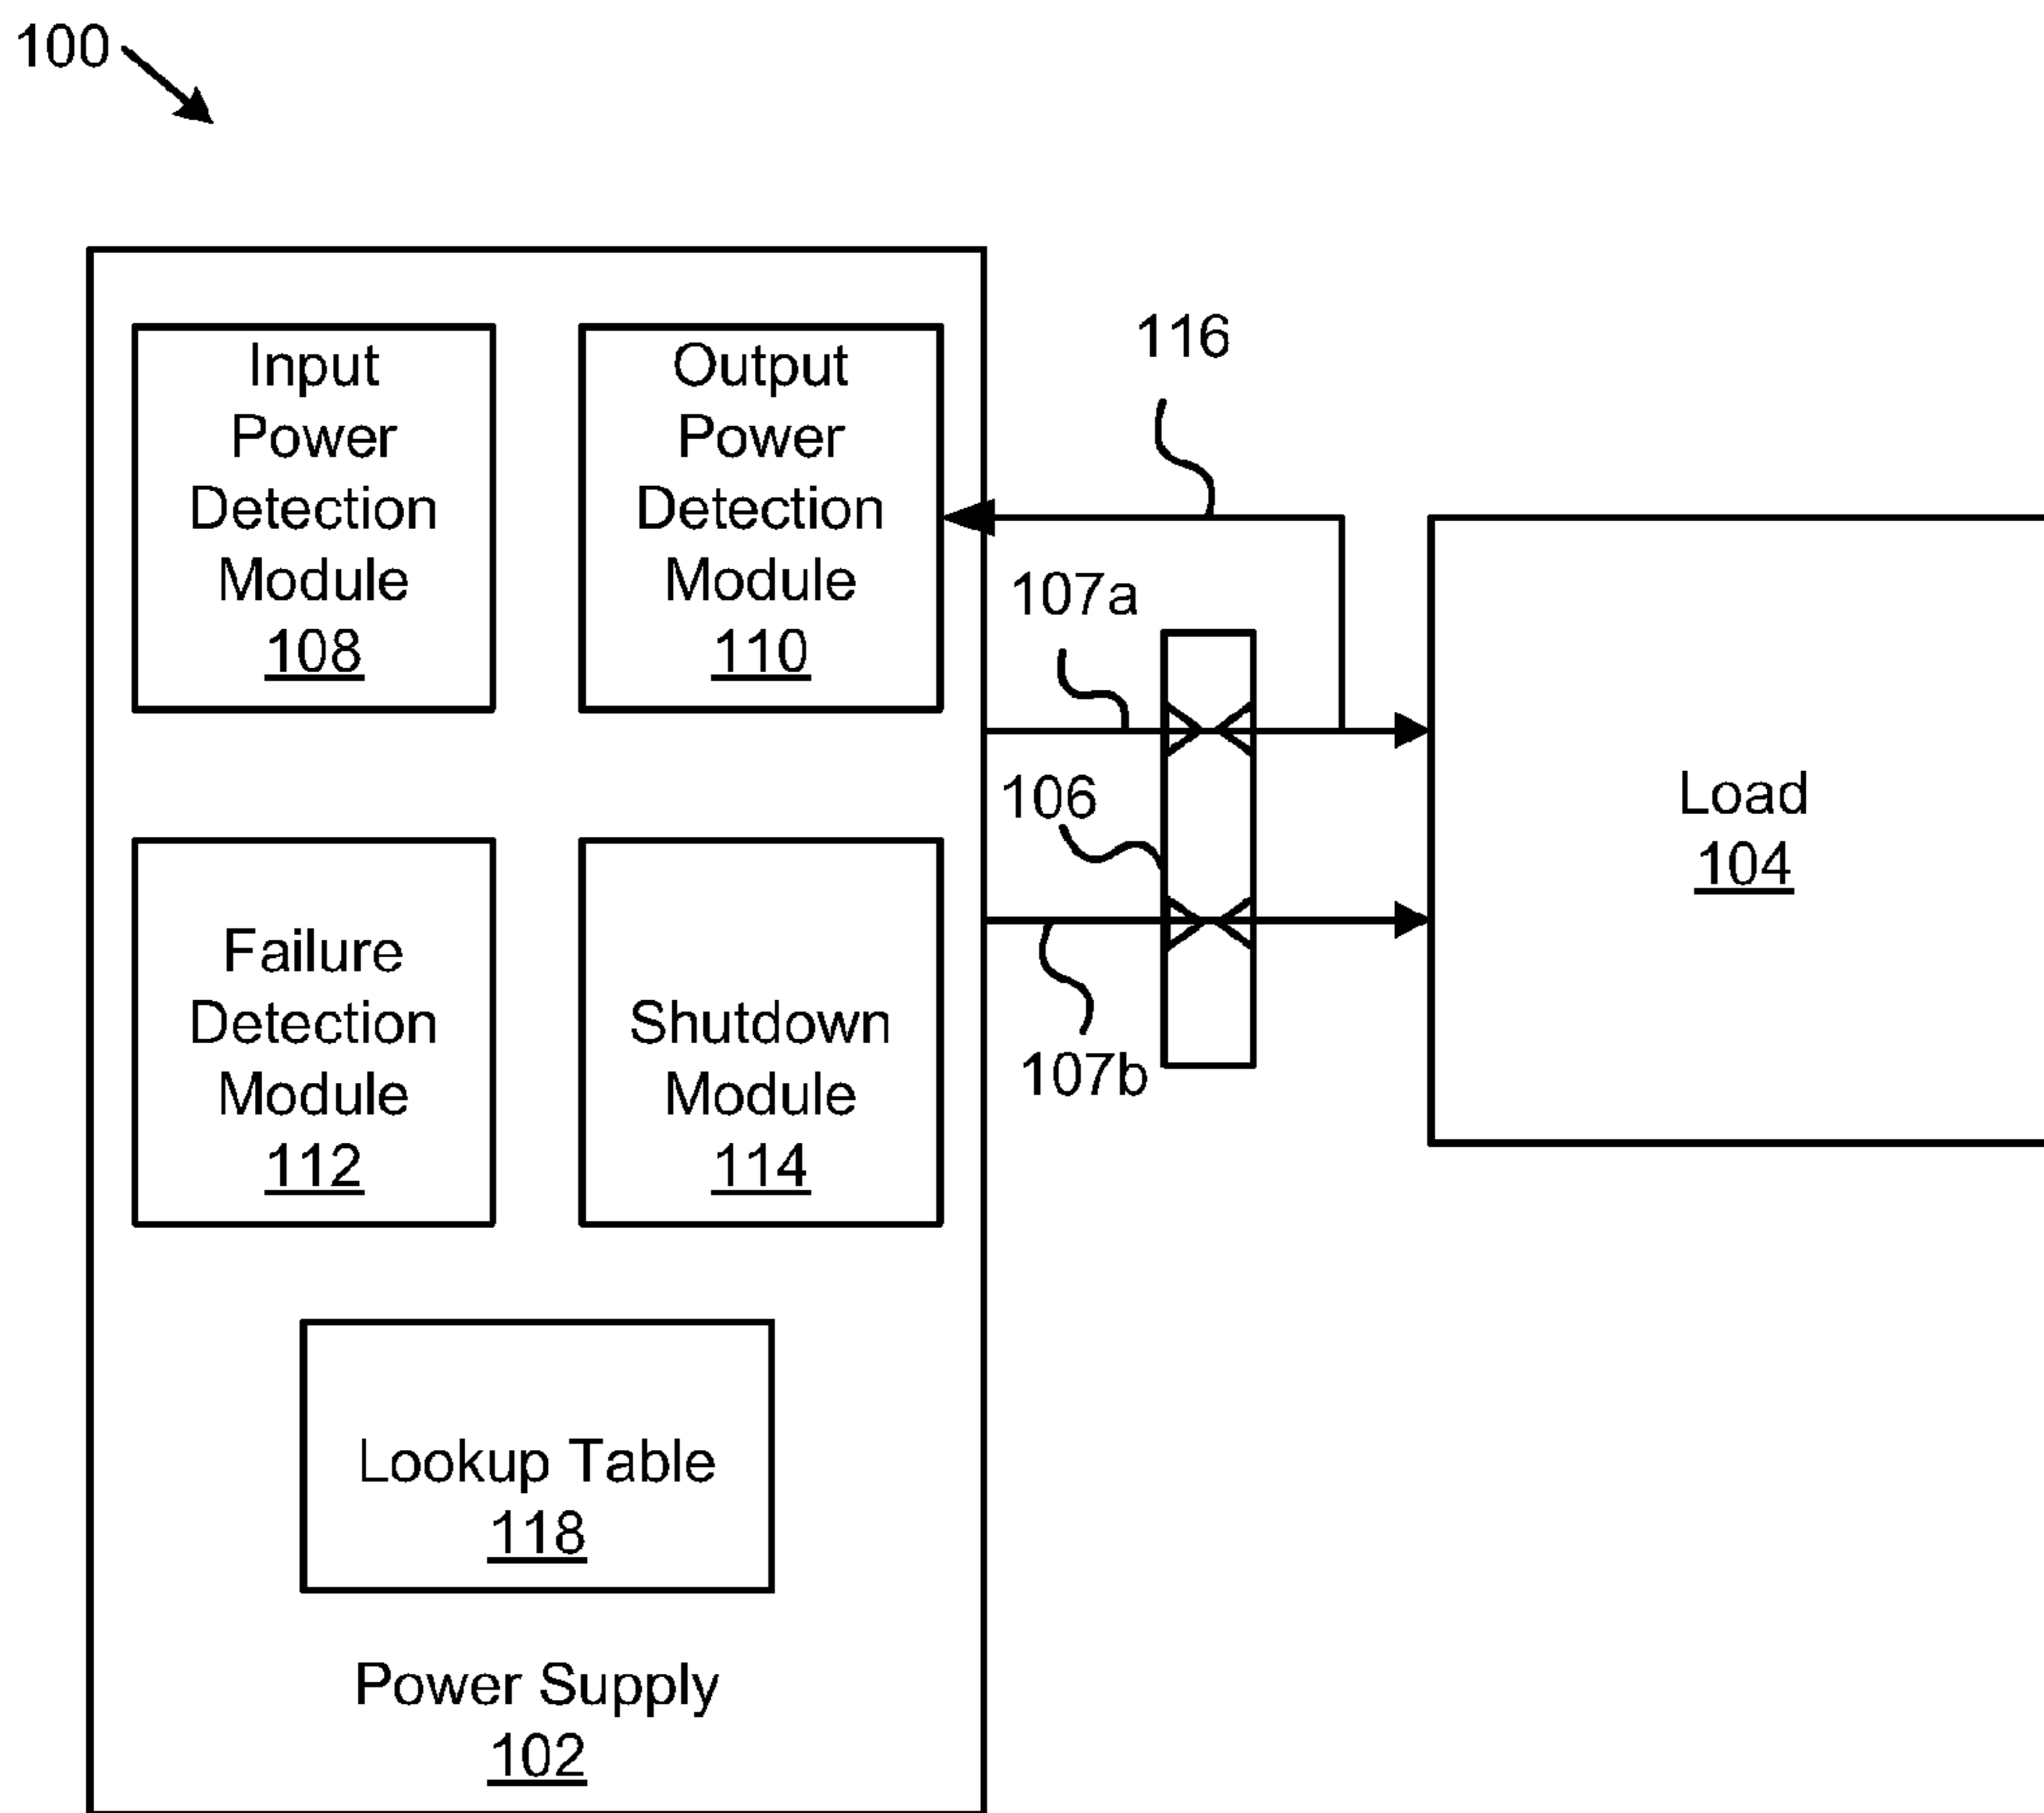 100
Input
Power
Detection
Module
108
Output
Power
Detection
Module
110
116
107a
106
107b
Load
104
Failure
Detection
Module
112
Shutdown
Module
114
Lookup Table
118
Power Supply
102